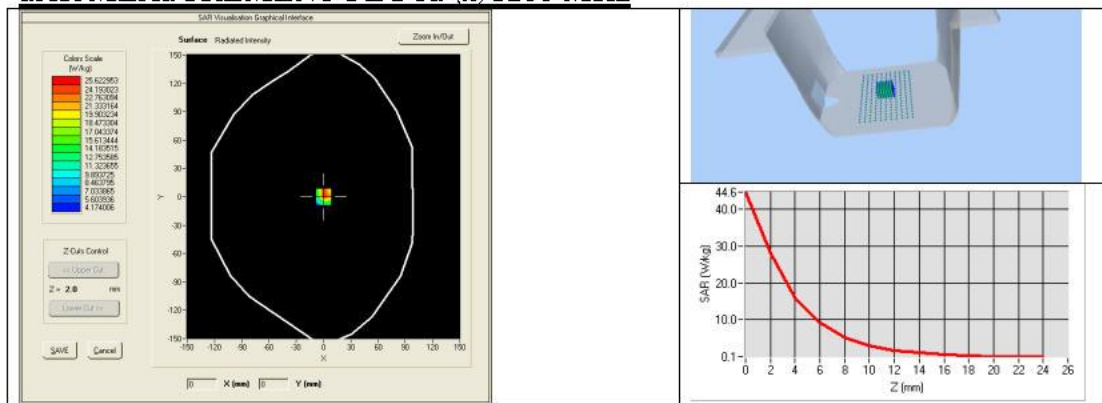 SAR Visualisation Graphical Interface
Surface Radiated Intensity
Zoom In/Out
Colors Scale
(W/kg)
25.622953
24.193023
22.763094
21.333164
19.903234
18.473304
17.043374
15.613444
14.183515
12.753585
11.323655
9.893725
8.463795
7.033865
5.603936
4.174006
Z-Cuts Control
<< Upper Cut
Z = 2.0 mm
Lower Cut >>
SAVE Cancel
150
120
90
60
30
0
-30
-60
-90
-120
-150
Y
-150 -120 -90 -60 -30 0 30 60 90 120 150
X
0 X (mm) 0 Y (mm)
44.6
40.0
30.0
20.0
10.0
0.1
SAR (W/kg)
0 2 4 6 8 10 12 14 16 18 20 22 24 26
Z (mm)